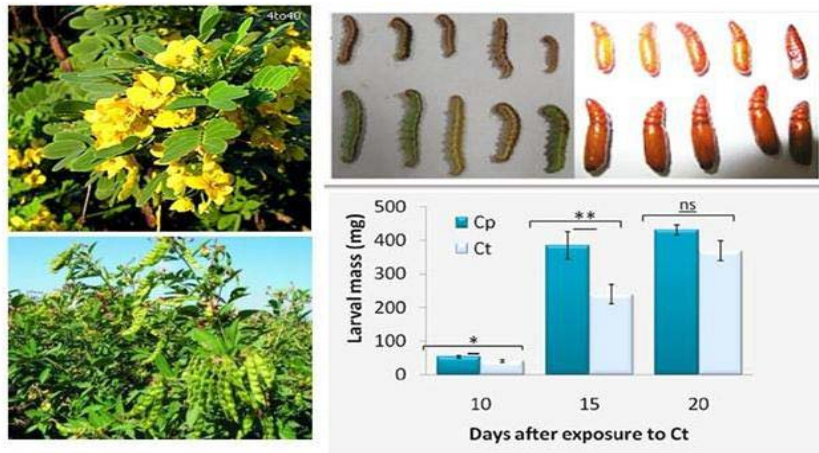 4to40
500
400
300
200
100
0
Larval mass (mg)
Cp
Ct
*
**
ns
10 15 20
Days after exposure to Ct